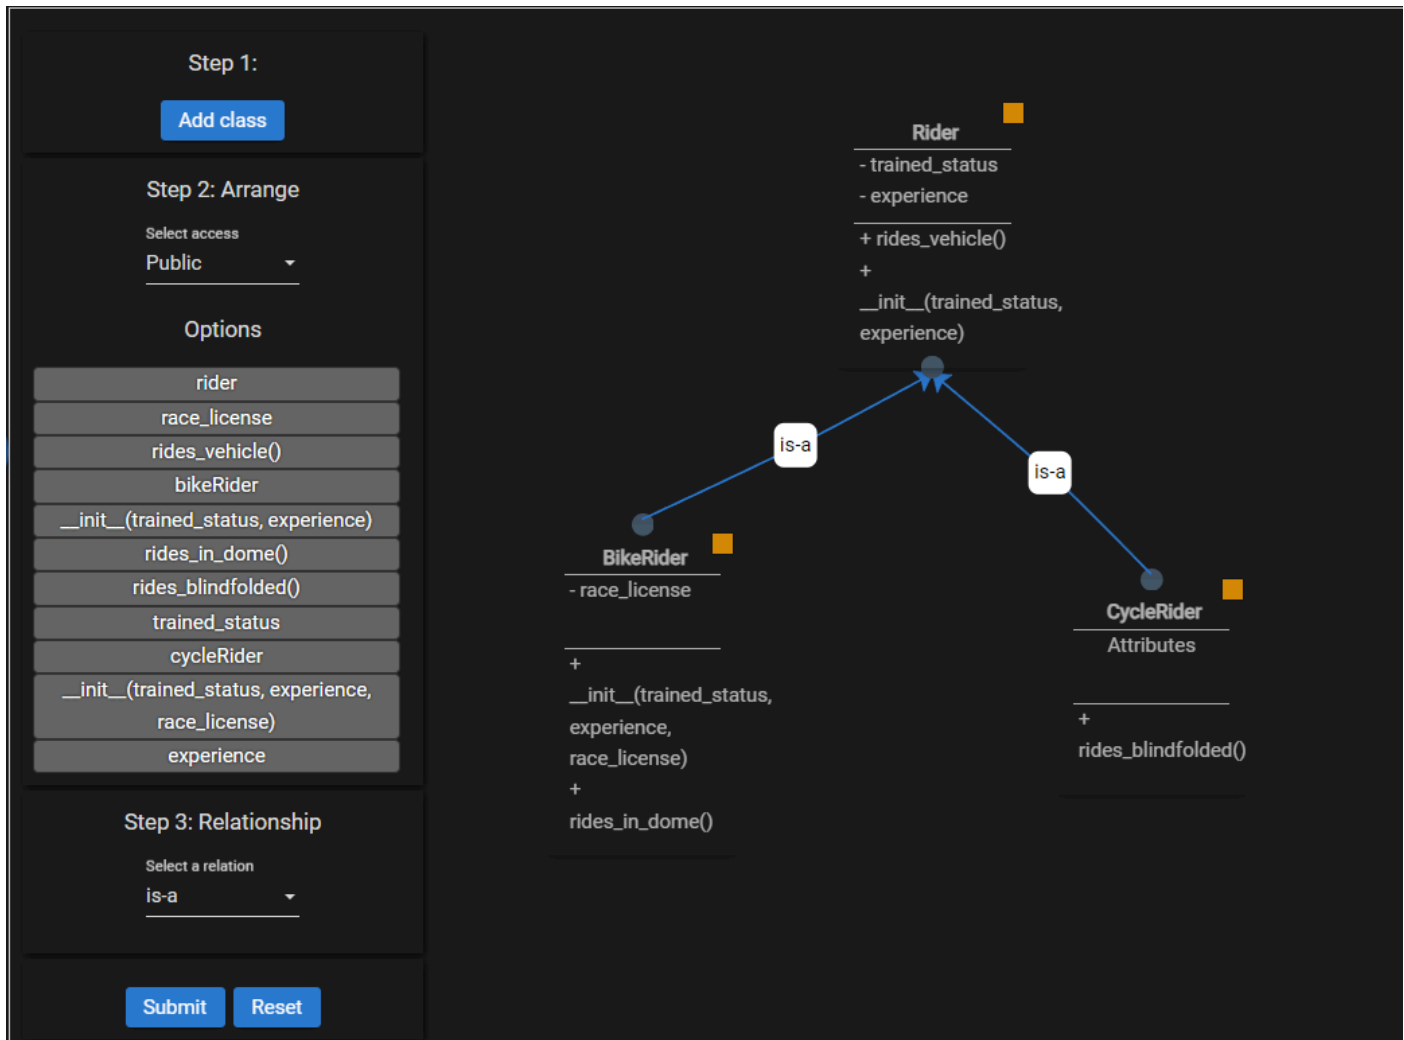 Step 1:
Add class
Step 2: Arrange
Select access
Public
Options
rider
race_license
rides_vehicle()
bikeRider
__init__(trained_status, experience)
rides_in_dome()
rides_blindfolded()
trained_status
cycleRider
__init__(trained_status, experience,
race_license)
experience
Step 3: Relationship
Select a relation
is-a
Submit
Reset
Rider
- trained_status
- experience
+ rides_vehicle()
+
__init__(trained_status,
experience)
is-a
is-a
BikeRider
- race_license
+
__init__(trained_status,
experience,
race_license)
+
rides_in_dome()
CycleRider
Attributes
+
rides_blindfolded()